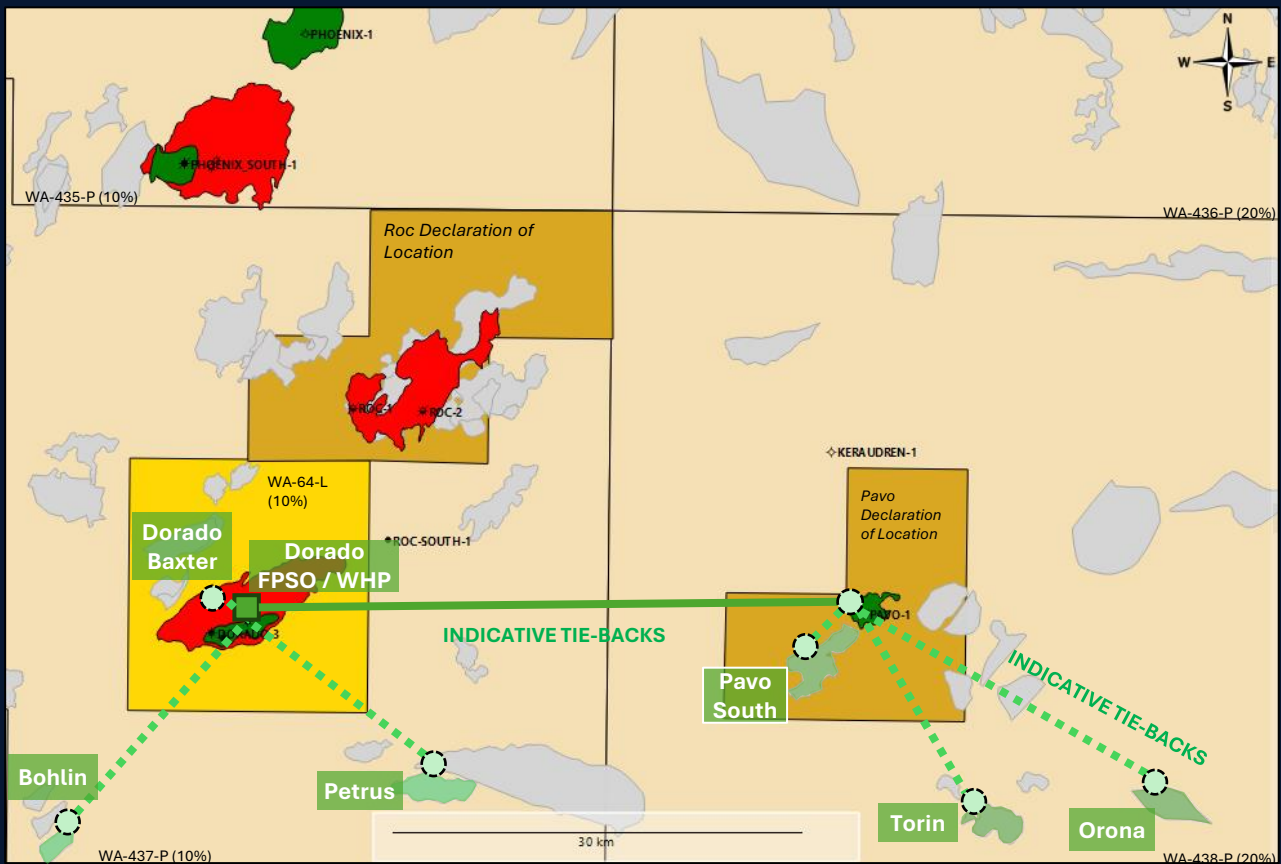 PHOENIX-1
N
W
E
S
PHOENIX_SOUTH-1
WA-435-P (10%)
WA-436-P (20%)
Roc Declaration of
Location
ROC-1
ROC-2
KERAUDREN-1
WA-64-L
(10%)
Pavo
Declaration
of Location
Dorado
Baxter
ROC-SOUTH-1
Dorado
FPSO / WHP
PAVO-1
INDICATIVE TIE-BACKS
Pavo
South
INDICATIVE TIE-BACKS
Bohlin
Petrus
Torin
Orona
30 km
WA-437-P (10%)
WA-438-P (20%)